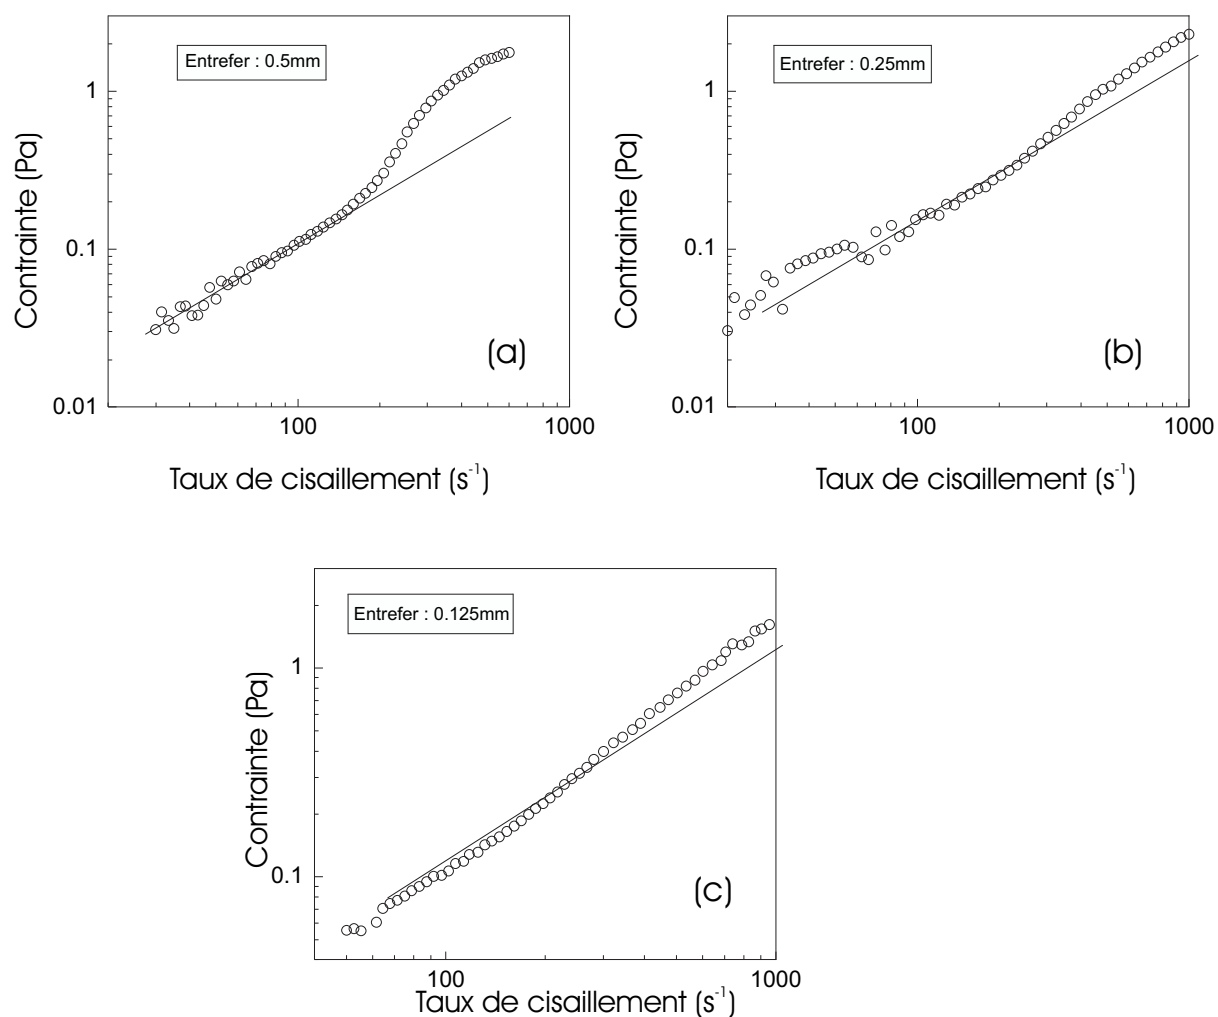 Entrefer : 0.5mm
Contrainte (Pa)
1
0.1
0.01
100
1000
(a)
Taux de cisaillement (s-1)
Entrefer : 0.25mm
Contrainte (Pa)
1
0.1
0.01
100
1000
(b)
Taux de cisaillement (s-1)
Entrefer : 0.125mm
Contrainte (Pa)
1
0.1
100
1000
(c)
Taux de cisaillement (s-1)